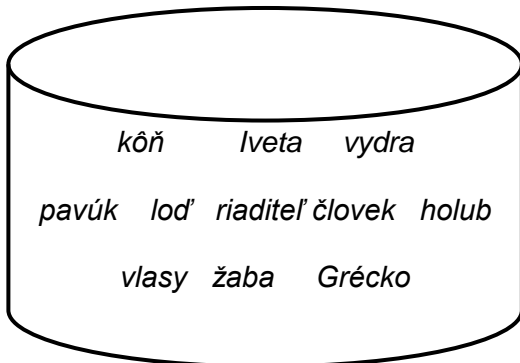 kôň Iveta vydra
pavúk loď riaditeľ človek holub
vlasy žaba Grécko